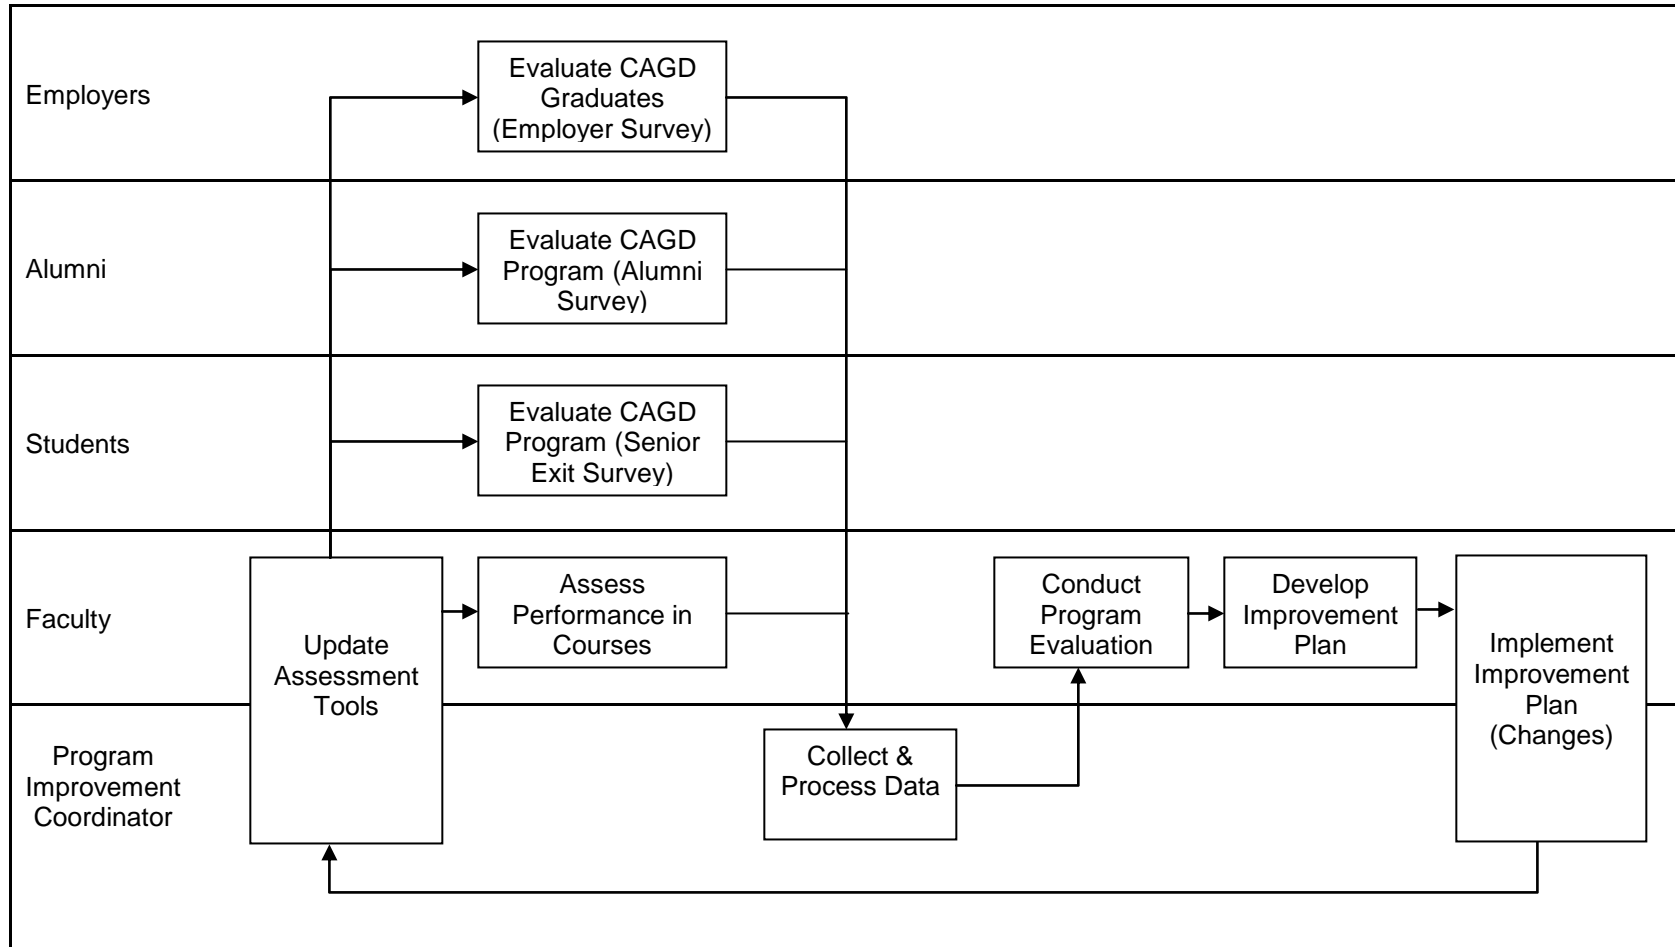 Employers
Evaluate CAGD
Graduates
(Employer Survey)
Alumni
Evaluate CAGD
Program (Alumni
Survey)
Students
Evaluate CAGD
Program (Senior
Exit Survey)
Faculty
Update
Assessment
Tools
Assess
Performance in
Courses
Conduct
Program
Evaluation
Develop
Improvement
Plan
Implement
Improvement
Plan
(Changes)
Program
Improvement
Coordinator
Collect &
Process Data